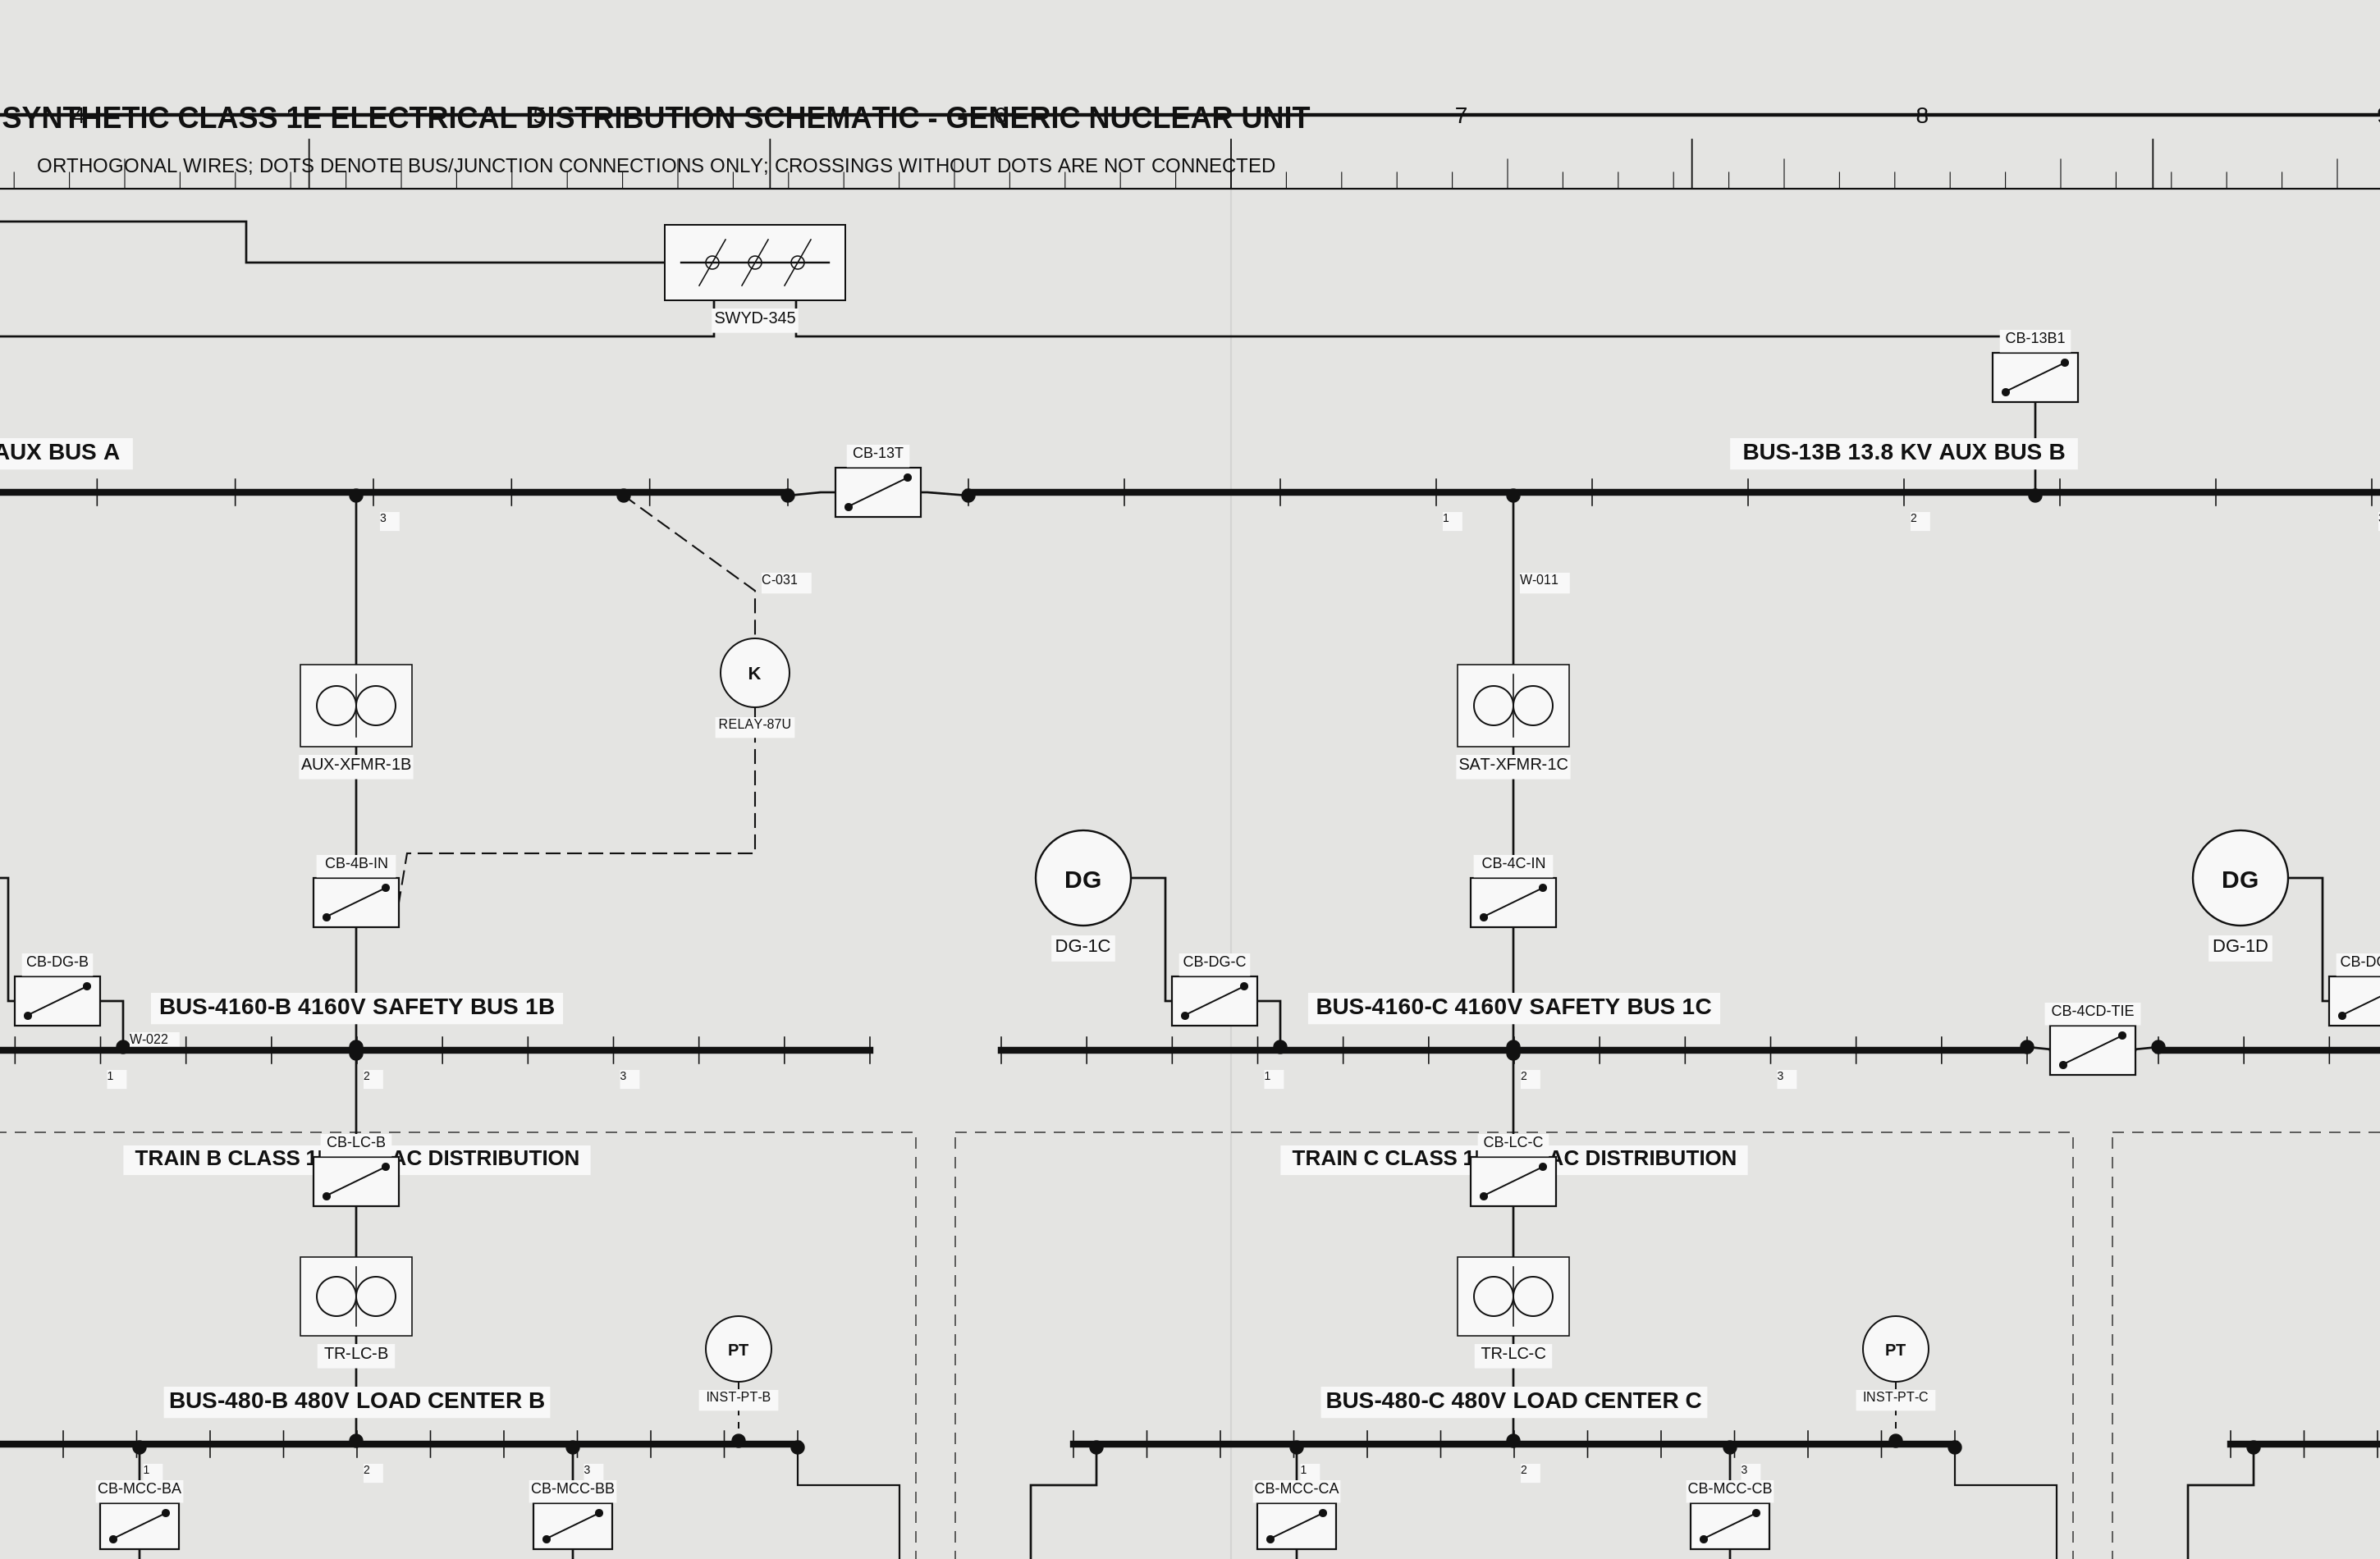 SYNTHETIC CLASS 1E ELECTRICAL DISTRIBUTION SCHEMATIC - GENERIC NUCLEAR UNIT
4 5 6 7 8
ORTHOGONAL WIRES; DOTS DENOTE BUS/JUNCTION CONNECTIONS ONLY; CROSSINGS WITHOUT DOTS ARE NOT CONNECTED
SWYD-345
CB-13B1
AUX BUS A
CB-13T
BUS-13B 13.8 KV AUX BUS B
3
1
2
C-031
W-011
K
RELAY-87U
AUX-XFMR-1B
SAT-XFMR-1C
CB-4B-IN
CB-4C-IN
DG
DG
DG-1C
DG-1D
CB-DG-B
CB-DG-C
BUS-4160-B 4160V SAFETY BUS 1B
BUS-4160-C 4160V SAFETY BUS 1C
CB-4CD-TIE
W-022
1
2
3
1
2
3
CB-LC-B
CB-LC-C
TRAIN B CLASS AC DISTRIBUTION
TRAIN C CLASS AC DISTRIBUTION
TR-LC-B
TR-LC-C
PT
PT
INST-PT-B
INST-PT-C
BUS-480-B 480V LOAD CENTER B
BUS-480-C 480V LOAD CENTER C
1
2
3
1
2
3
CB-MCC-BA
CB-MCC-BB
CB-MCC-CA
CB-MCC-CB